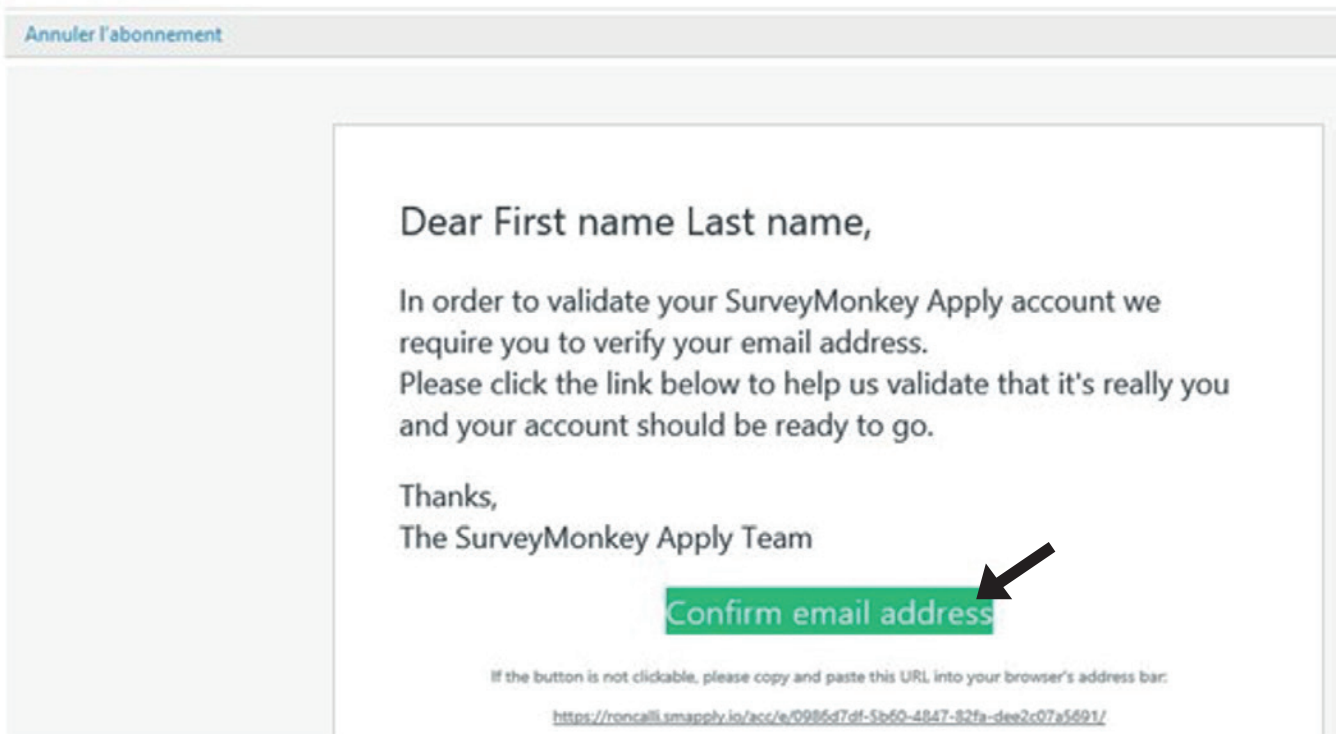 Annuler l'abonnement
Dear First name Last name,
In order to validate your SurveyMonkey Apply account we
require you to verify your email address.
Please click the link below to help us validate that it's really you
and your account should be ready to go.
Thanks,
The SurveyMonkey Apply Team
Confirm email address
If the button is not clickable, please copy and paste this URL into your browser's address bar:
https://roncalli.smapply.io/acc/e/0986d7df-5b60-4847-82fa-dee2c07a5691/